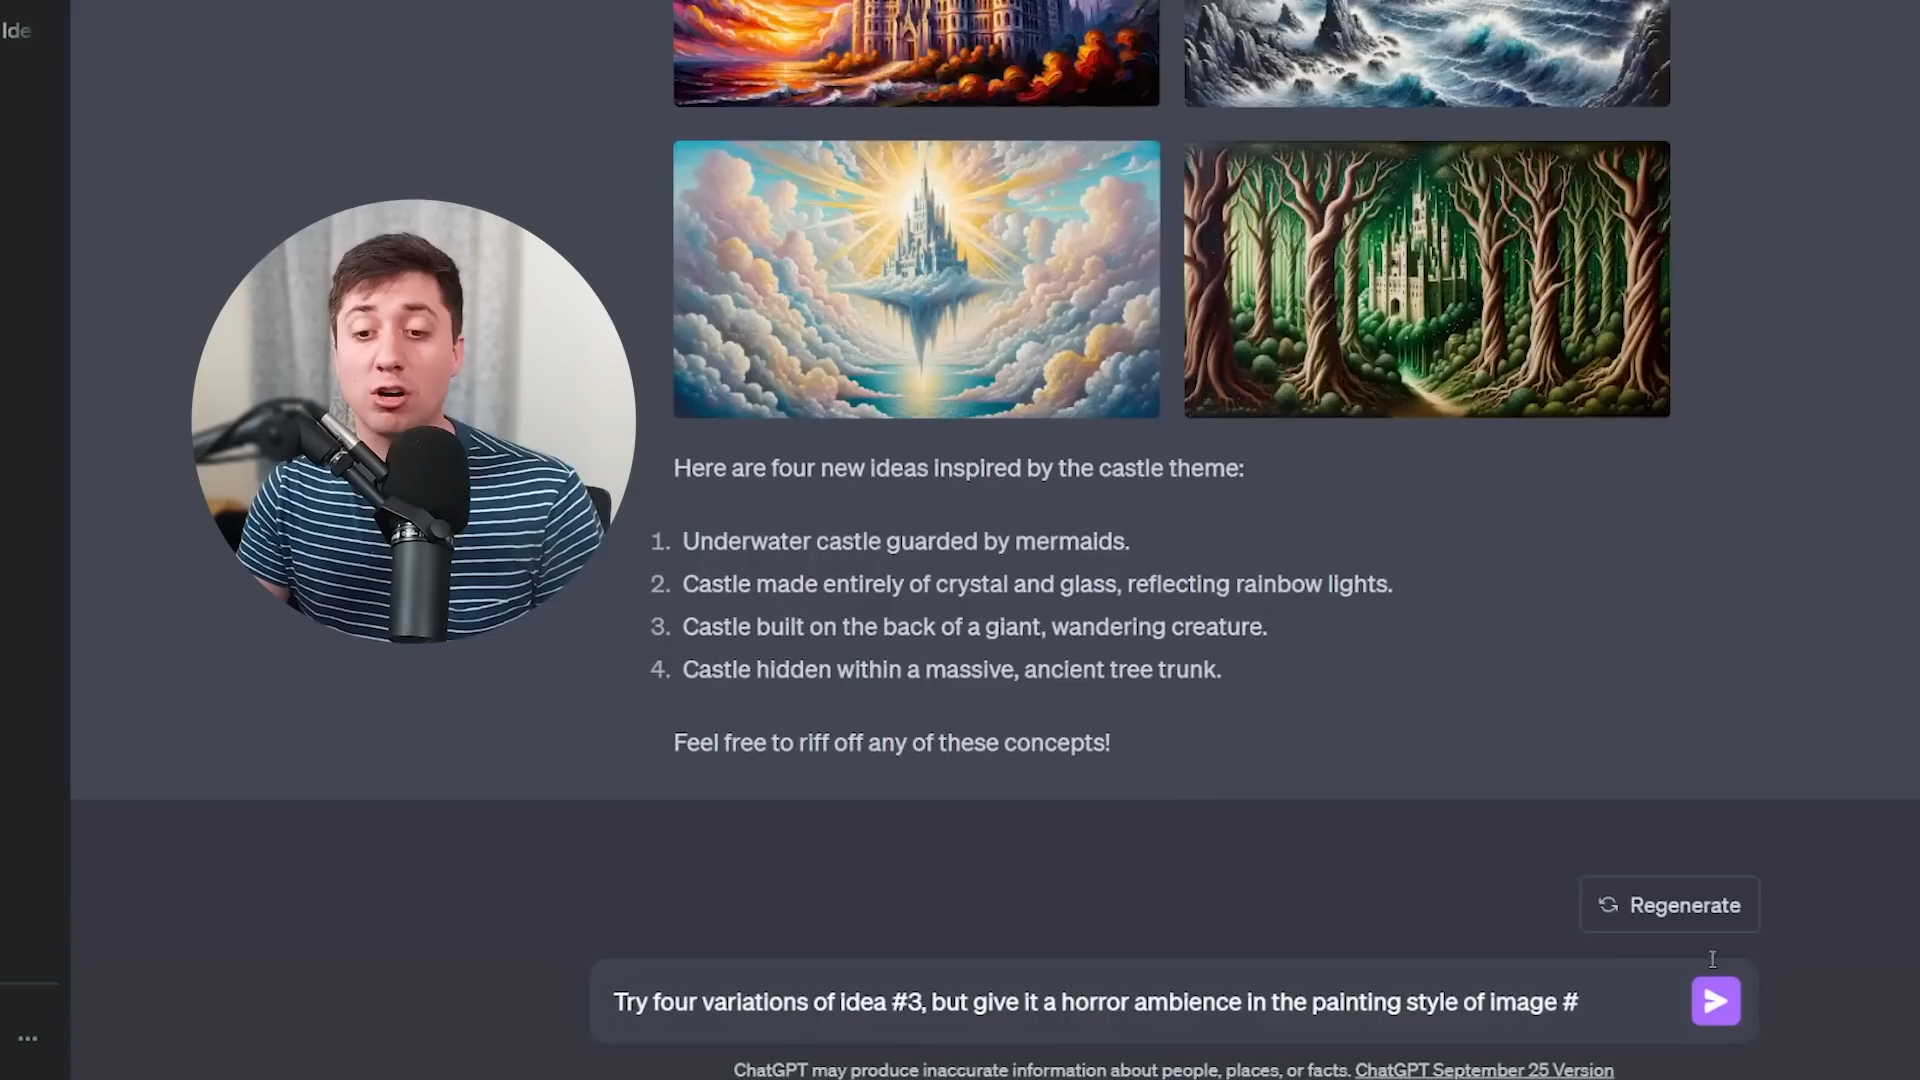 Ide
Here are four new ideas inspired by the castle theme:
1. Underwater castle guarded by mermaids.
2. Castle made entirely of crystal and glass, reflecting rainbow lights.
3. Castle built on the back of a giant, wandering creature.
4. Castle hidden within a massive, ancient tree trunk.
Feel free to riff off any of these concepts!
Regenerate
Try four variations of idea #3, but give it a horror ambience in the painting style of image #
ChatGPT may produce inaccurate information about people, places, or facts. ChatGPT September 25 Version